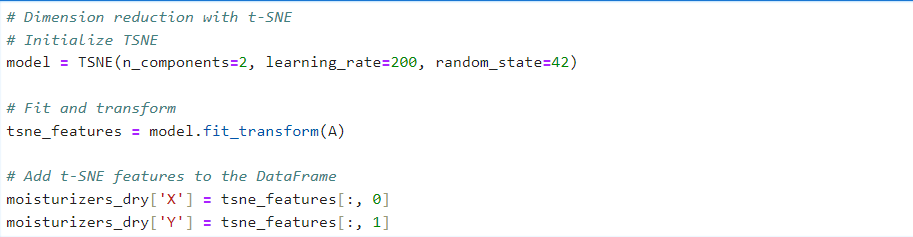 # Dimension reduction with t-SNE
# Initialize TSNE
model = TSNE(n_components=2, learning_rate=200, random_state=42)
# Fit and transform
tsne_features = model.fit_transform(A)
# Add t-SNE features to the DataFrame
moisturizers_dry['X'] = tsne_features[:, 0]
moisturizers_dry['Y'] = tsne_features[:, 1]